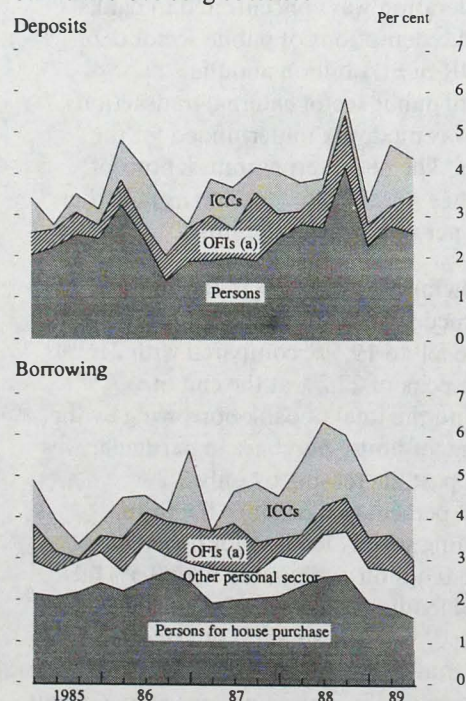 Deposits
Per cent
7
6
5
4
3
2
1
0
ICCs
OFIs (a)
Persons
Borrowing
7
6
5
4
3
2
1
0
ICCs
OFIs (a)
Other personal sector
Persons for house purchase
1985 86 87 88 89